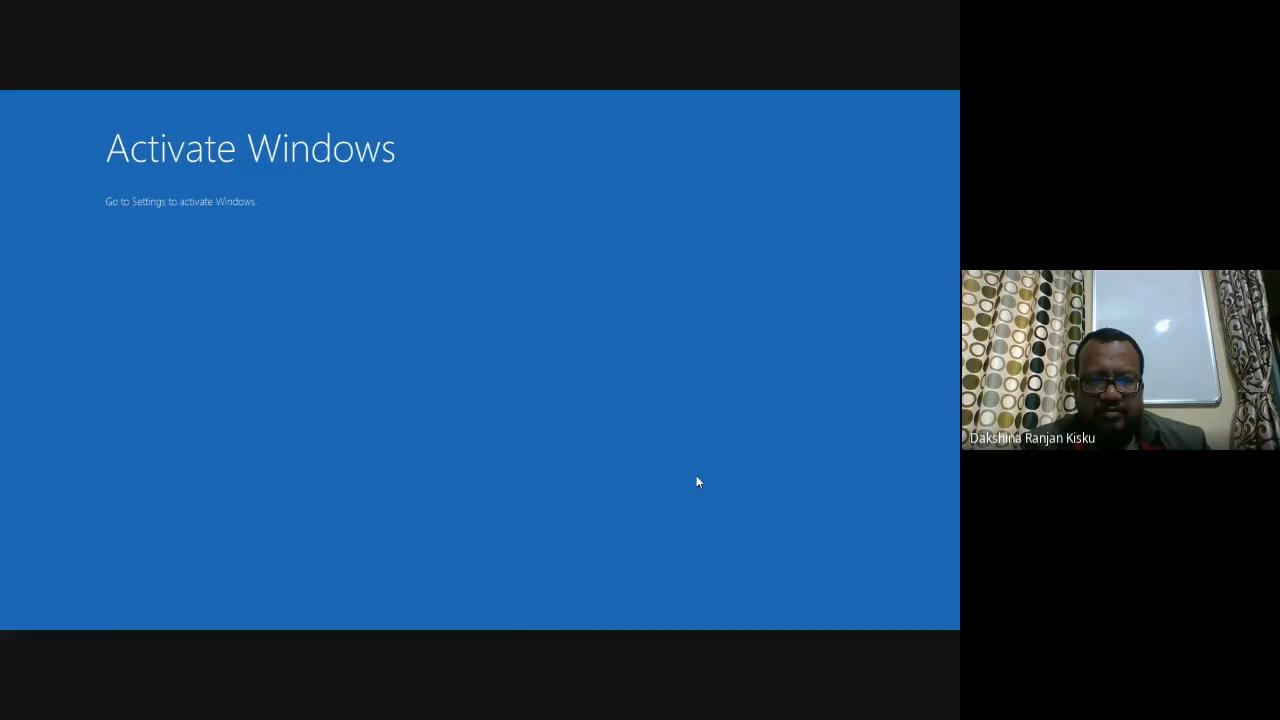 Activate Windows
Go to Settings to activate Windows.
Dakshina Ranjan Kisku